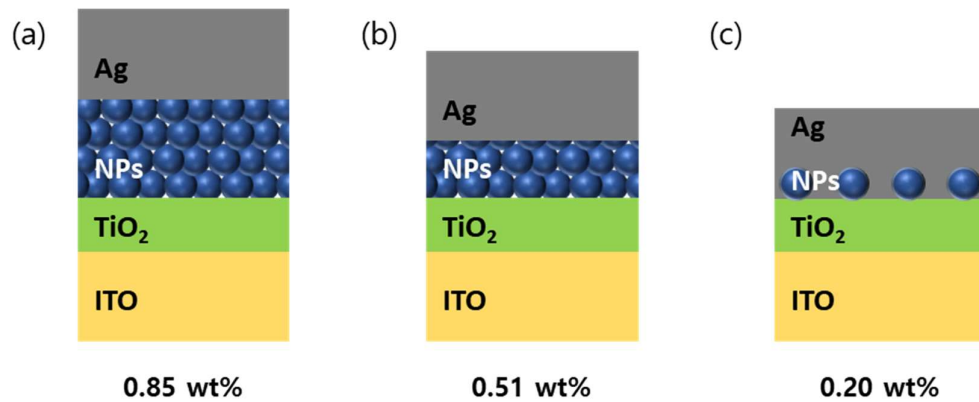 (a)
Ag
NPs
TiO₂
ITO
0.85 wt%
(b)
Ag
NPs
TiO₂
ITO
0.51 wt%
(c)
Ag
NPs
TiO₂
ITO
0.20 wt%